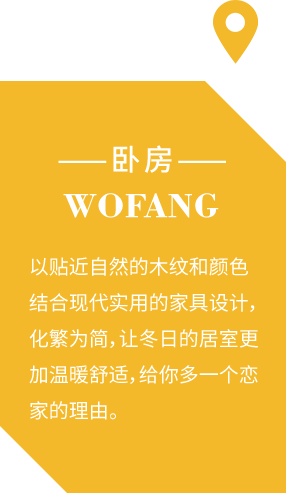 卧房
WOFANG
以贴近自然的木纹和颜色
结合现代实用的家具设计，
化繁为简，让冬日的居室更
加温暖舒适，给你多一个恋
家的理由。